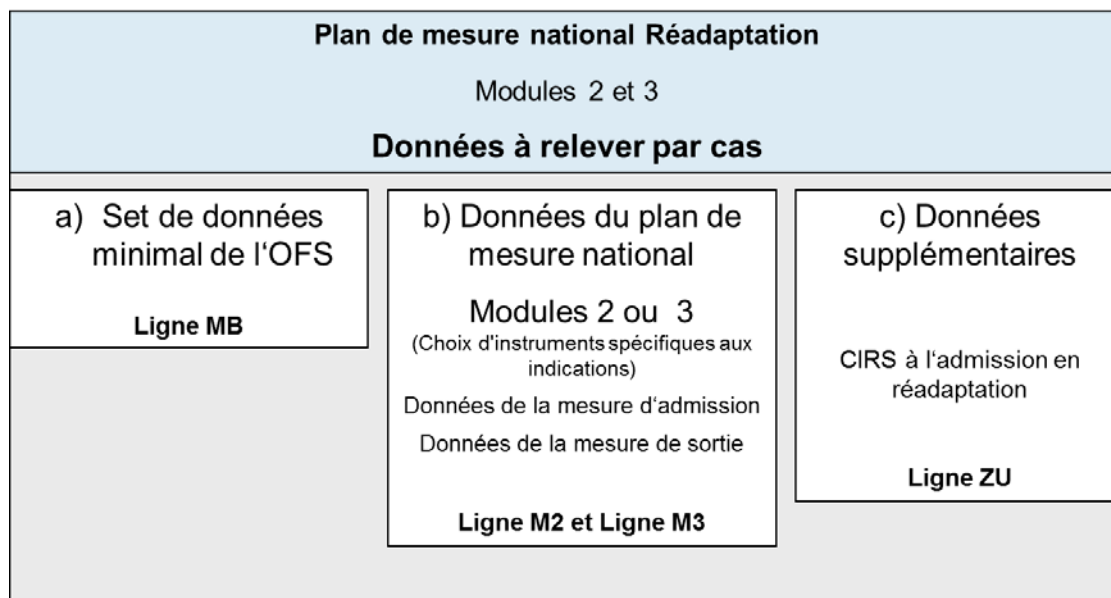 Plan de mesure national Réadaptation
Modules 2 et 3
Données à relever par cas
a) Set de données
minimal de l‘OFS
Ligne MB
b) Données du plan de
mesure national
Modules 2 ou 3
(Choix d'instruments spécifiques aux
indications)
Données de la mesure d‘admission
Données de la mesure de sortie
Ligne M2 et Ligne M3
c) Données
supplémentaires
CIRS à l‘admission en
réadaptation
Ligne ZU